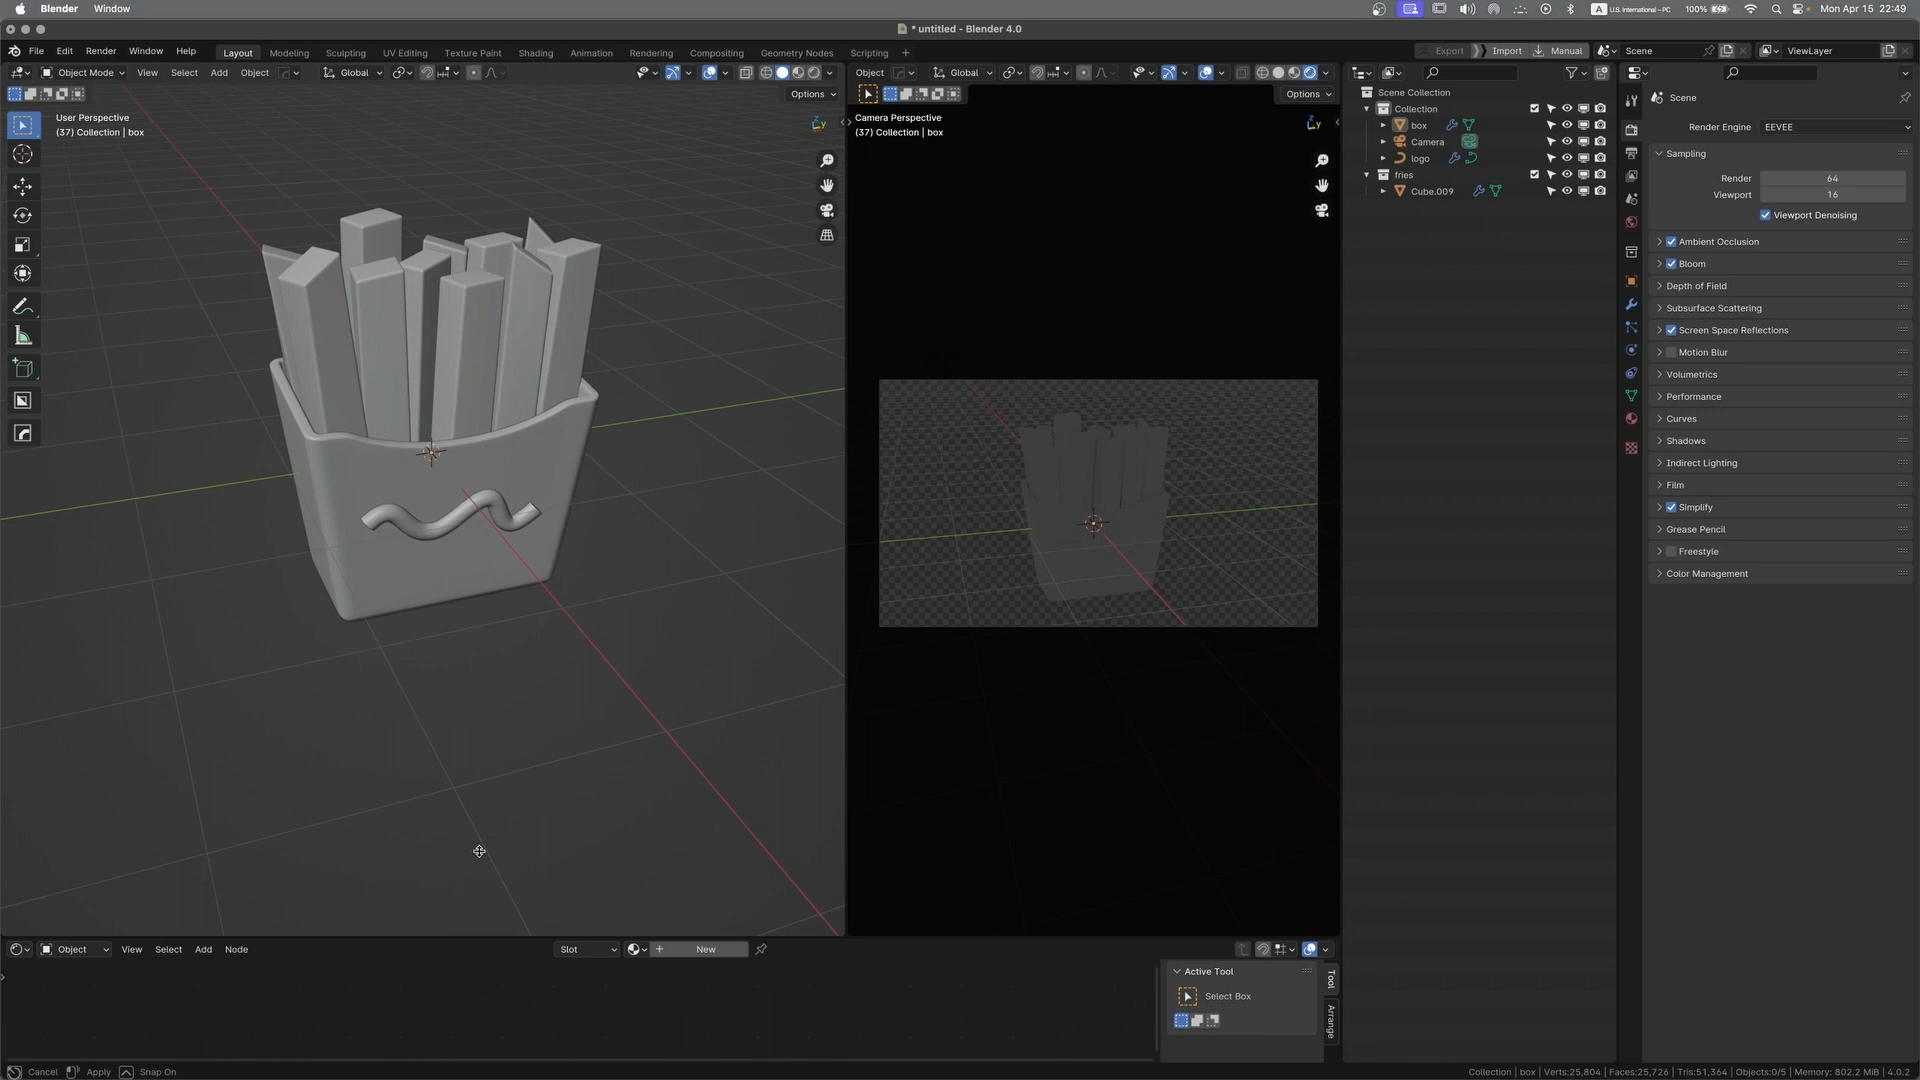 Blender Window
U.S. International – PC 100% Mon Apr 15 22:49
* untitled - Blender 4.0
File Edit Render Window Help Layout Modeling Sculpting UV Editing Texture Paint Shading Animation Rendering Compositing Geometry Nodes Scripting + Export Import Manual Scene ViewLayer
Object Mode View Select Add Object Global
Object Global
Options
Options
User Perspective
(37) Collection | box
Camera Perspective
(37) Collection | box
Scene Collection
Collection
box
Camera
logo
fries
Cube.009
Scene
Render Engine EEVEE
Sampling
Render 64
Viewport 16
Viewport Denoising
Ambient Occlusion
Bloom
Depth of Field
Subsurface Scattering
Screen Space Reflections
Motion Blur
Volumetrics
Performance
Curves
Shadows
Indirect Lighting
Film
Simplify
Grease Pencil
Freestyle
Color Management
Object View Select Add Node Slot New
Active Tool
Select Box
Tool
Arrange
Cancel Apply Snap On
Collection | box | Verts:25,804 | Faces:25,726 | Tris:51,364 | Objects:0/5 | Memory: 802.2 MiB | 4.0.2